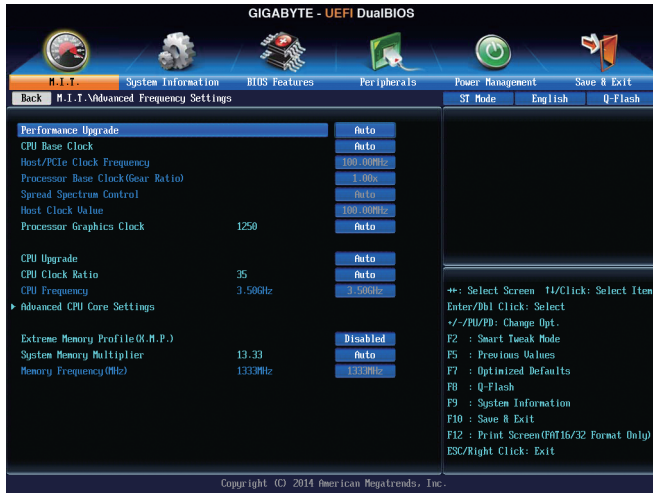 GIGABYTE - UEFI DualBIOS
M.I.T. System Information BIOS Features Peripherals Power Management Save & Exit
Back M.I.T.\Advanced Frequency Settings ST Mode English Q-Flash
Performance Upgrade Auto
CPU Base Clock Auto
Host/PCIe Clock Frequency 100.00MHz
Processor Base Clock(Gear Ratio) 1.00x
Spread Spectrum Control Auto
Host Clock Value 100.00MHz
Processor Graphics Clock 1250 Auto
CPU Upgrade Auto
CPU Clock Ratio 35 Auto
CPU Frequency 3.50GHz 3.50GHz
Advanced CPU Core Settings
Extreme Memory Profile(X.M.P.) Disabled
System Memory Multiplier 13.33 Auto
Memory Frequency(MHz) 1333MHz 1333MHz
→←: Select Screen ↑↓/Click: Select Item
Enter/Dbl Click: Select
+/-/PU/PD: Change Opt.
F2 : Smart Tweak Mode
F5 : Previous Values
F7 : Optimized Defaults
F8 : Q-Flash
F9 : System Information
F10 : Save & Exit
F12 : Print Screen(FAT16/32 Format Only)
ESC/Right Click: Exit
Copyright (C) 2014 American Megatrends, Inc.